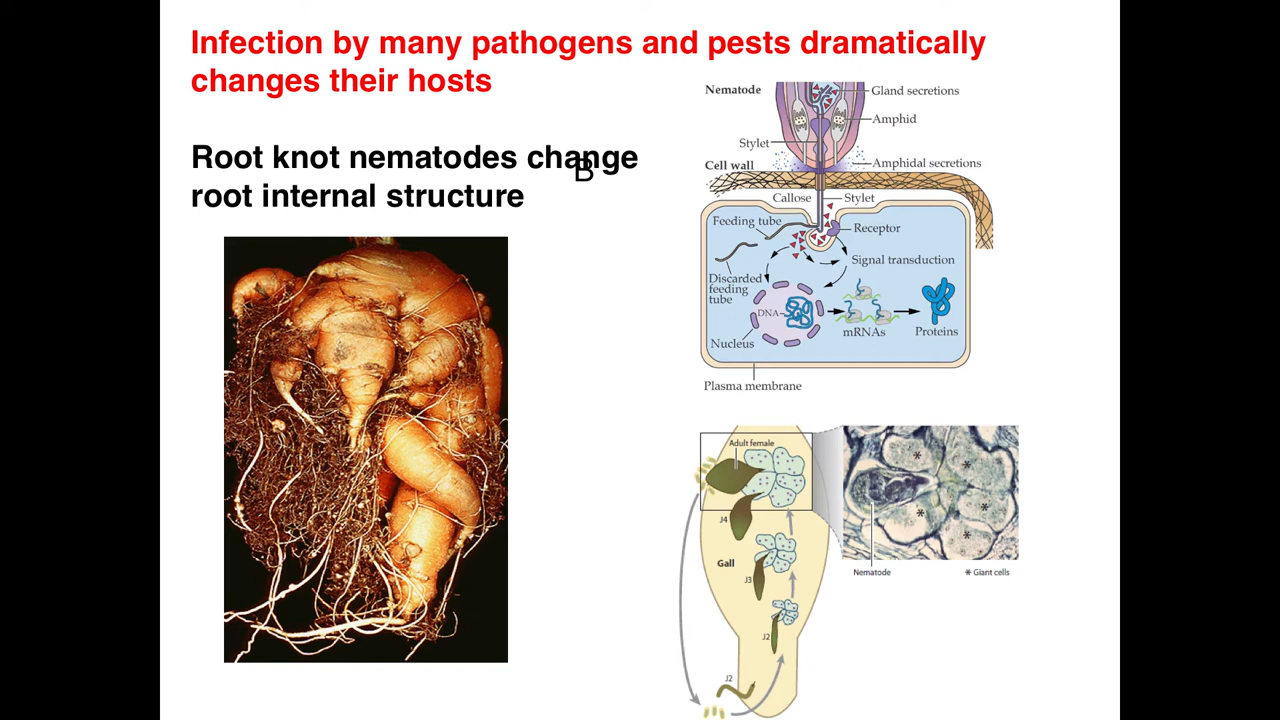 Infection by many pathogens and pests dramatically
changes their hosts
Root knot nematodes change
B
root internal structure
Nematode
Gland secretions
Amphid
Stylet
Cell wall
Amphidal secretions
Callose
Stylet
Feeding tube
Receptor
Signal transduction
Discarded
feeding
tube
DNA
mRNAs
Proteins
Nucleus
Plasma membrane
Adult female
J4
Gall
J3
J2
J2
*
*
*
*
*
Nematode
* Giant cells